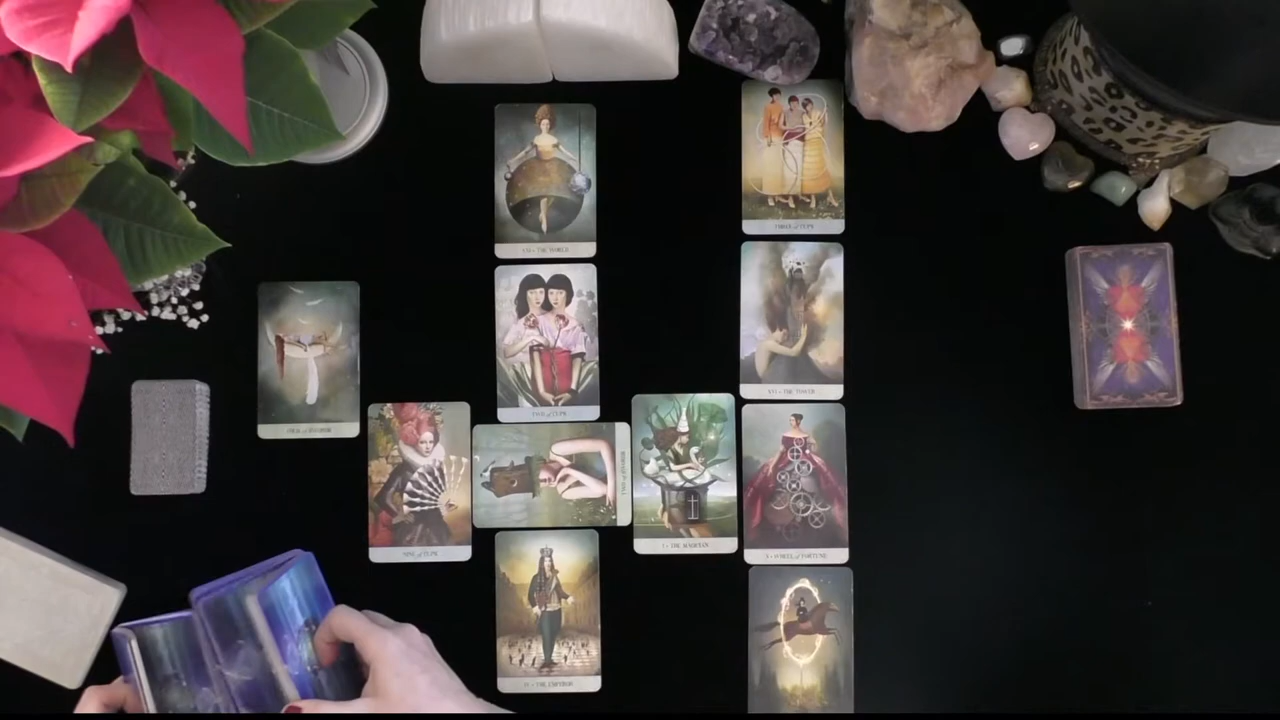 XXI • THE WORLD
THREE of CUPS
TWO of CUPS
XVI • THE TOWER
NINE of CUPS
I • THE MAGICIAN
X • WHEEL of FORTUNE
IV • THE EMPEROR